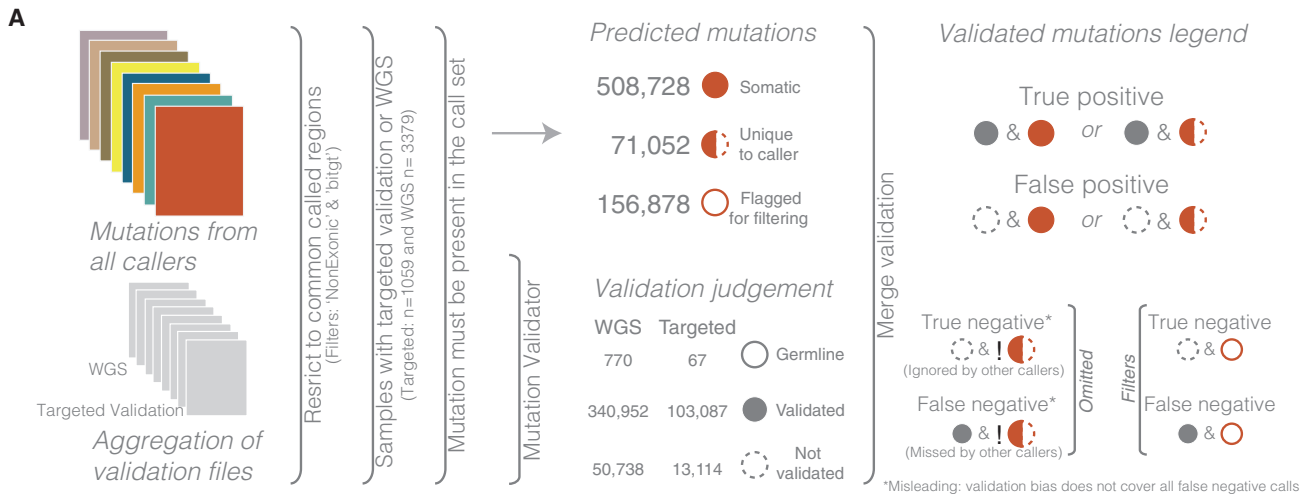 A
Mutations from
all callers
WGS
Targeted Validation
Aggregation of
validation files
Resrict to common called regions
(Filters: ‘NonExonic’ & ‘bitgt’)
Samples with targeted validation or WGS
(Targeted: n=1059 and WGS n= 3379)
Mutation must be present in the call set
Mutation Validator
Predicted mutations
508,728 Somatic
71,052 Unique
to caller
156,878 Flagged
for filtering
Validation judgement
WGS Targeted
770 67 Germline
340,952 103,087 Validated
50,738 13,114 Not
validated
Merge validation
Validated mutations legend
True positive
& or &
False positive
& or &
True negative*
& !
(Ignored by other callers)
False negative*
& !
(Missed by other callers)
Omitted
Filters
True negative
&
False negative
&
*Misleading: validation bias does not cover all false negative calls